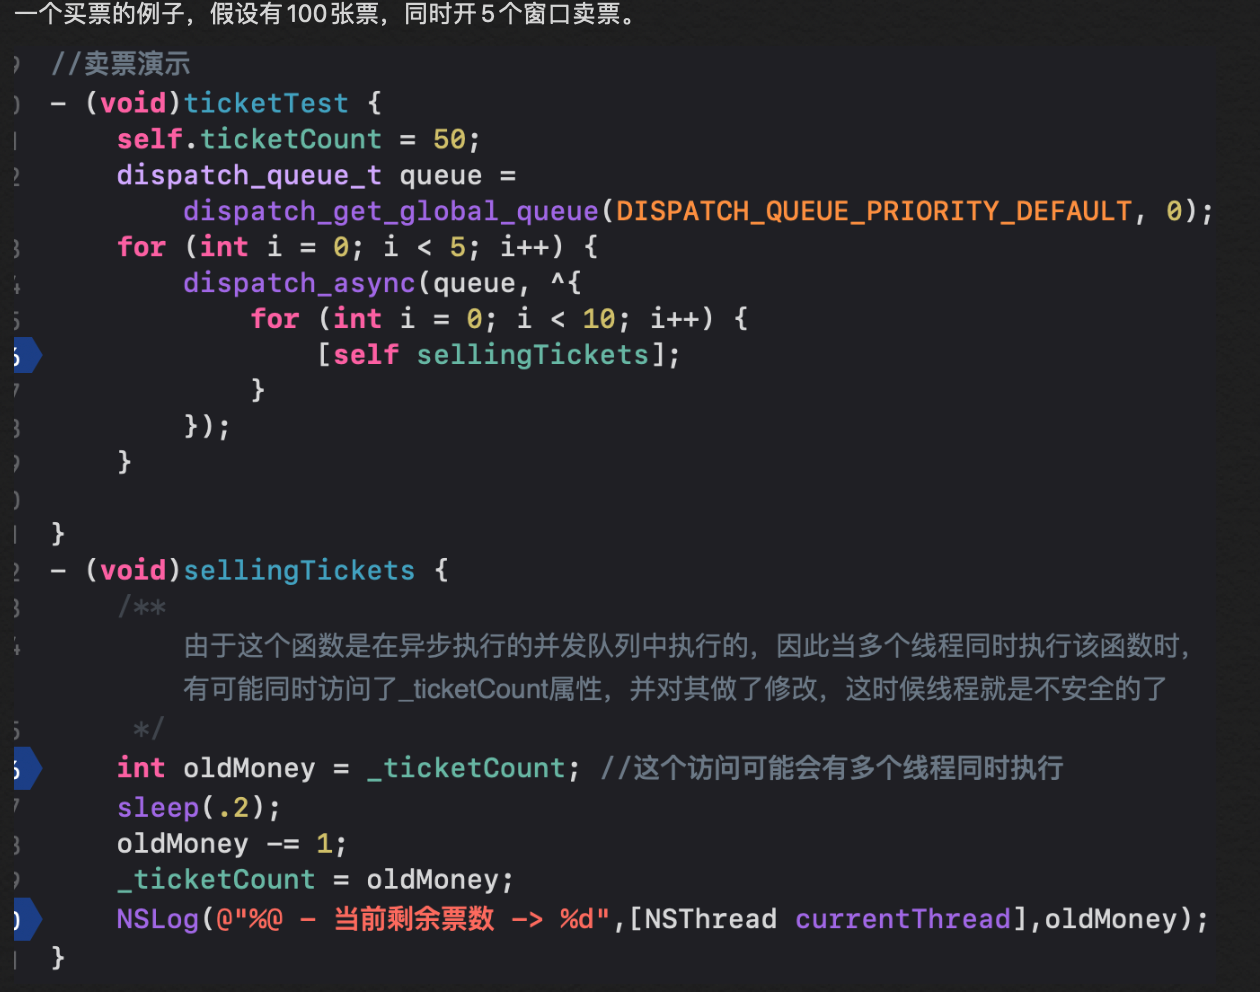 一个买票的例子，假设有100张票，同时开5个窗口卖票。
//卖票演示
- (void)ticketTest {
self.ticketCount = 50;
dispatch_queue_t queue =
dispatch_get_global_queue(DISPATCH_QUEUE_PRIORITY_DEFAULT, 0);
for (int i = 0; i < 5; i++) {
dispatch_async(queue, ^{
for (int i = 0; i < 10; i++) {
[self sellingTickets];
}
});
}
}
- (void)sellingTickets {
/**
由于这个函数是在异步执行的并发队列中执行的，因此当多个线程同时执行该函数时，
有可能同时访问了_ticketCount属性，并对其做了修改，这时候线程就是不安全的了
*/
int oldMoney = _ticketCount; //这个访问可能会有多个线程同时执行
sleep(.2);
oldMoney -= 1;
_ticketCount = oldMoney;
NSLog(@"%@ - 当前剩余票数 -> %d",[NSThread currentThread],oldMoney);
}